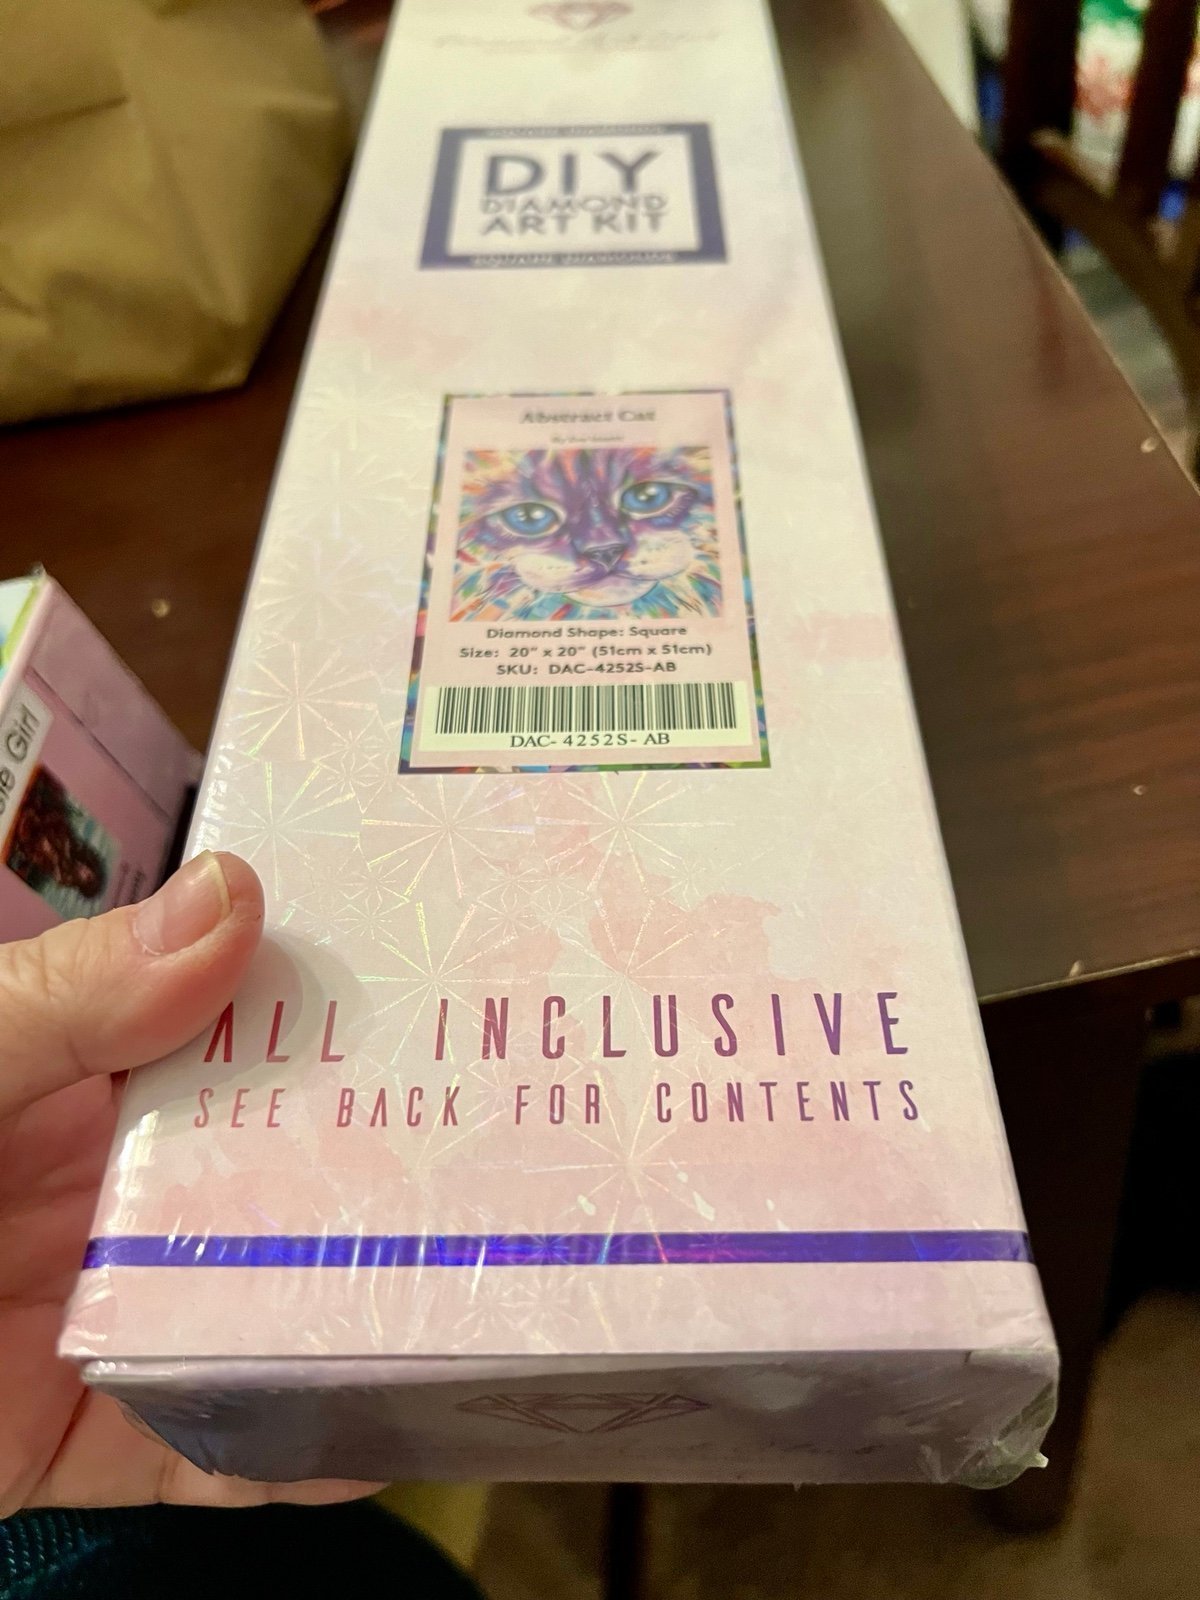 DIY
DIAMOND
ART KIT
Abstract Cat
Diamond Shape: Square
Size: 20" x 20" (51cm x 51cm)
SKU: DAC-4252S-AB
DAC- 4252S- AB
Girl
ALL INCLUSIVE
SEE BACK FOR CONTENTS